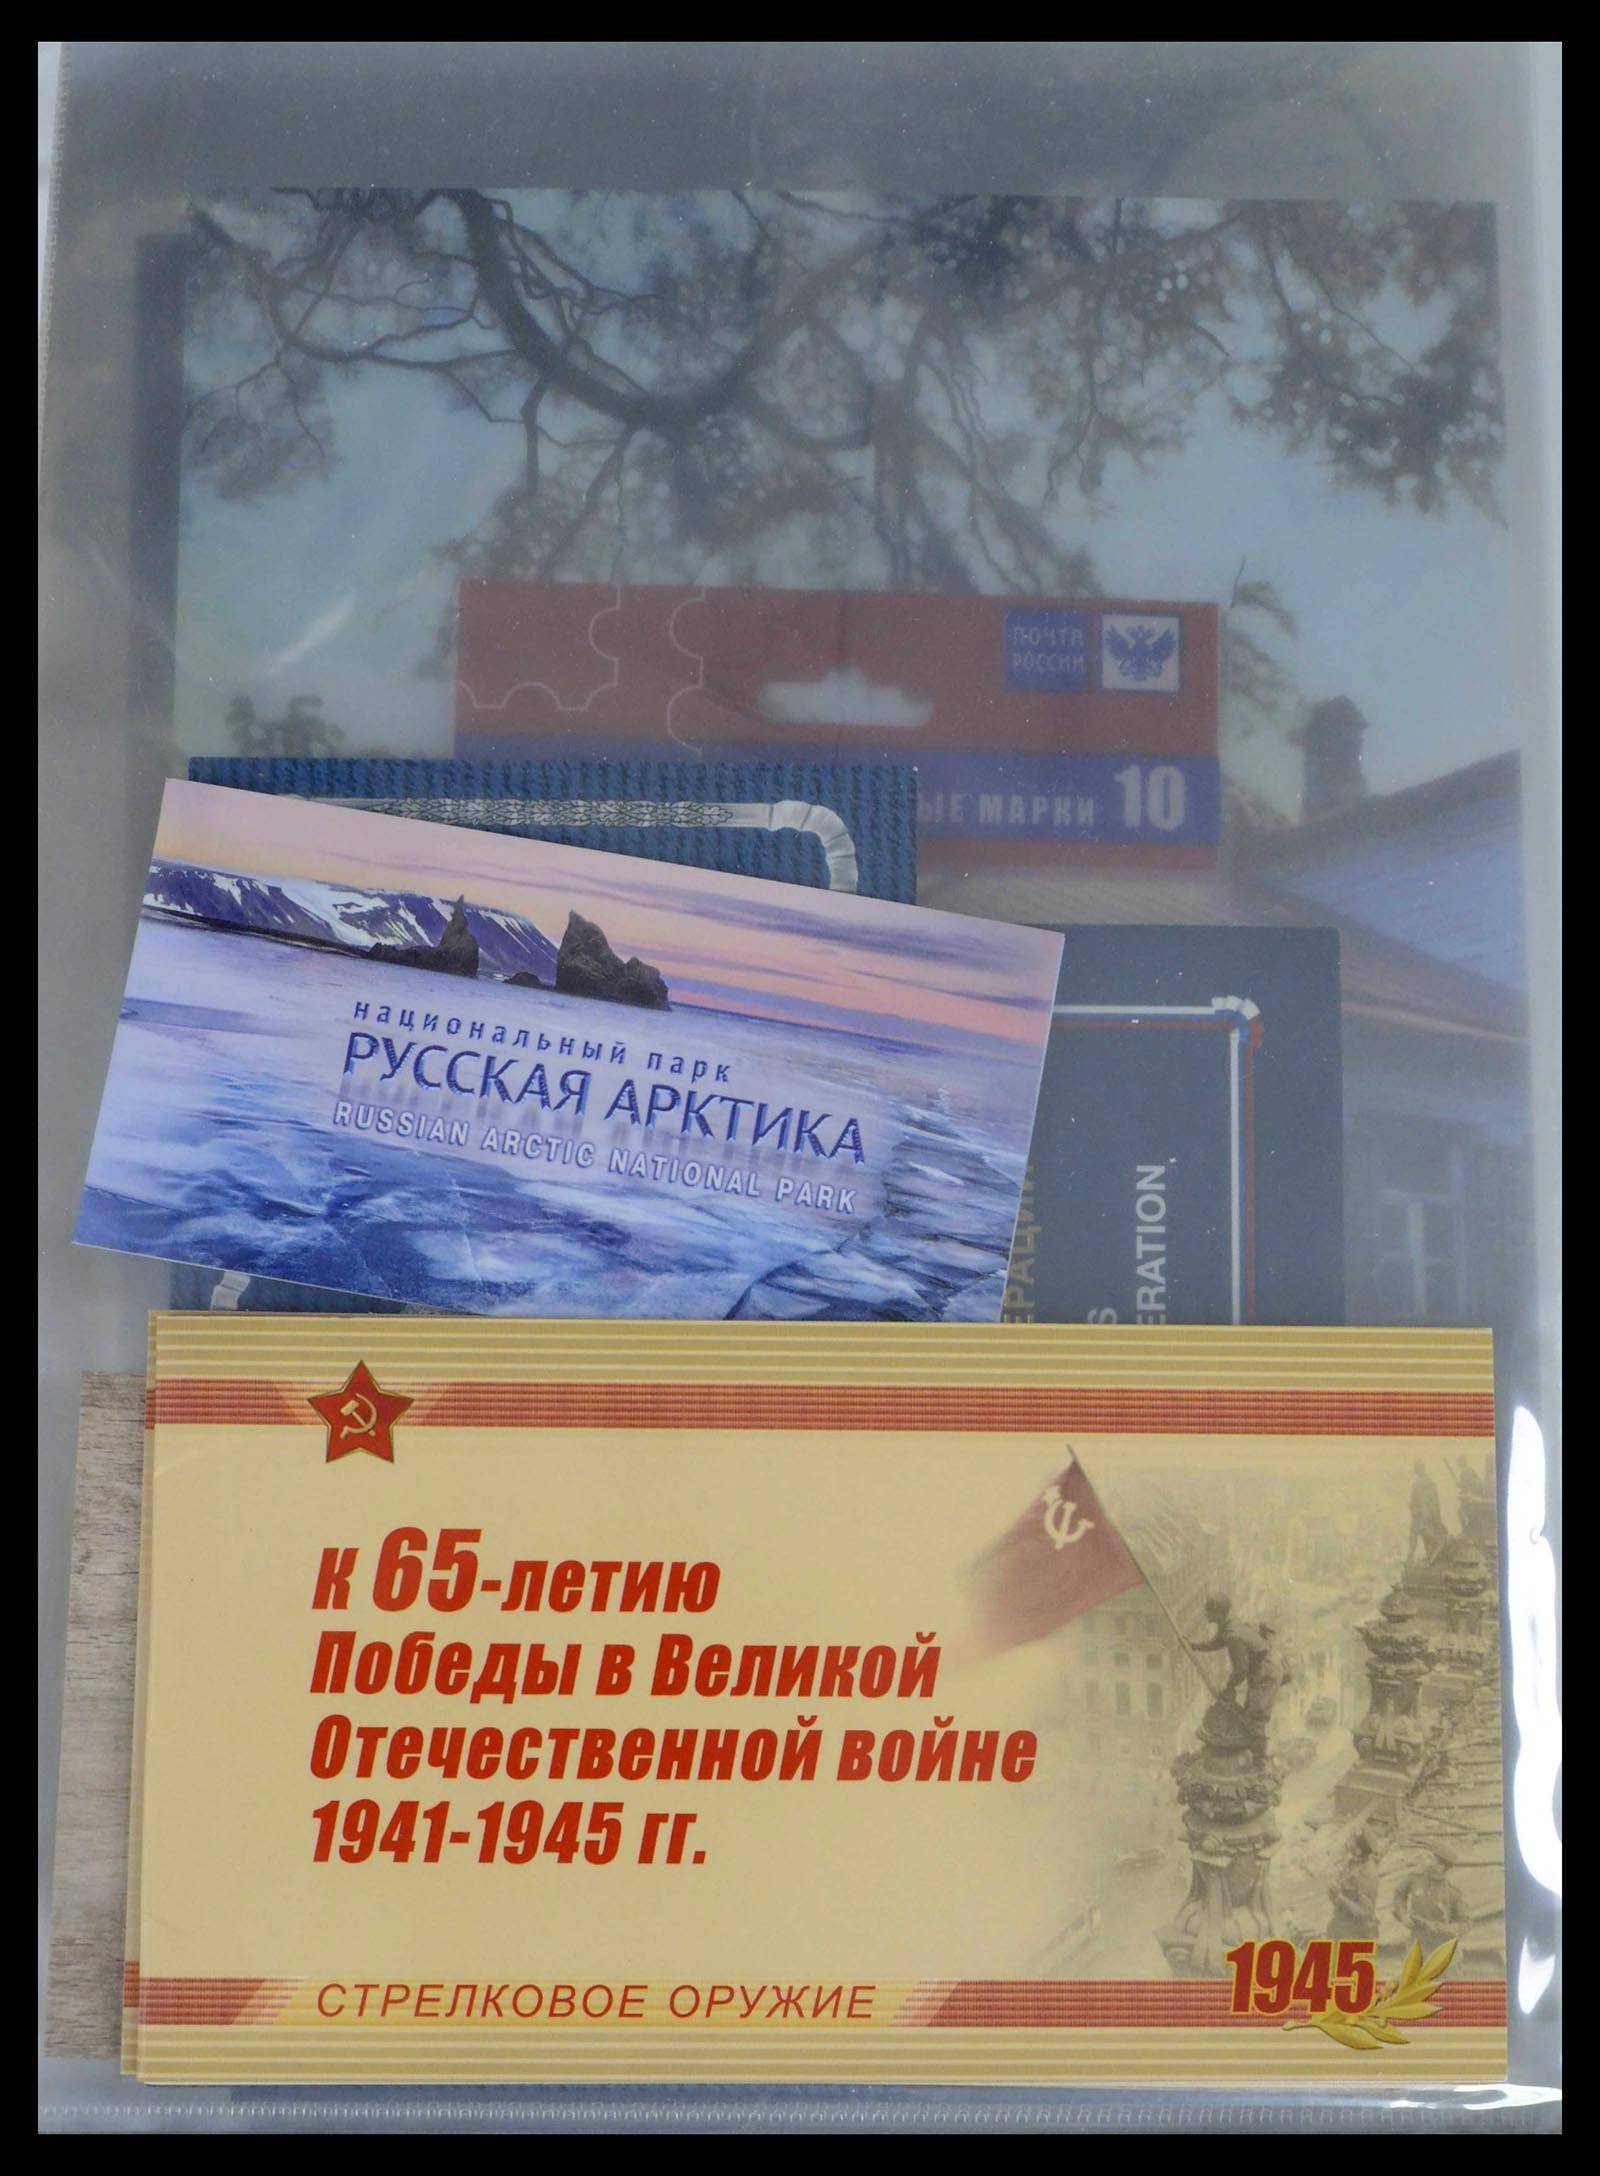 ПОЧТА
РОССИИ
МАРКИ 10
национальный парк
РУССКАЯ АРКТИКА
RUSSIAN ARCTIC NATIONAL PARK
К 65-летию
Победы в Великой
Отечественной войне
1941-1945 гг.
1945
СТРЕЛКОВОЕ ОРУЖИЕ